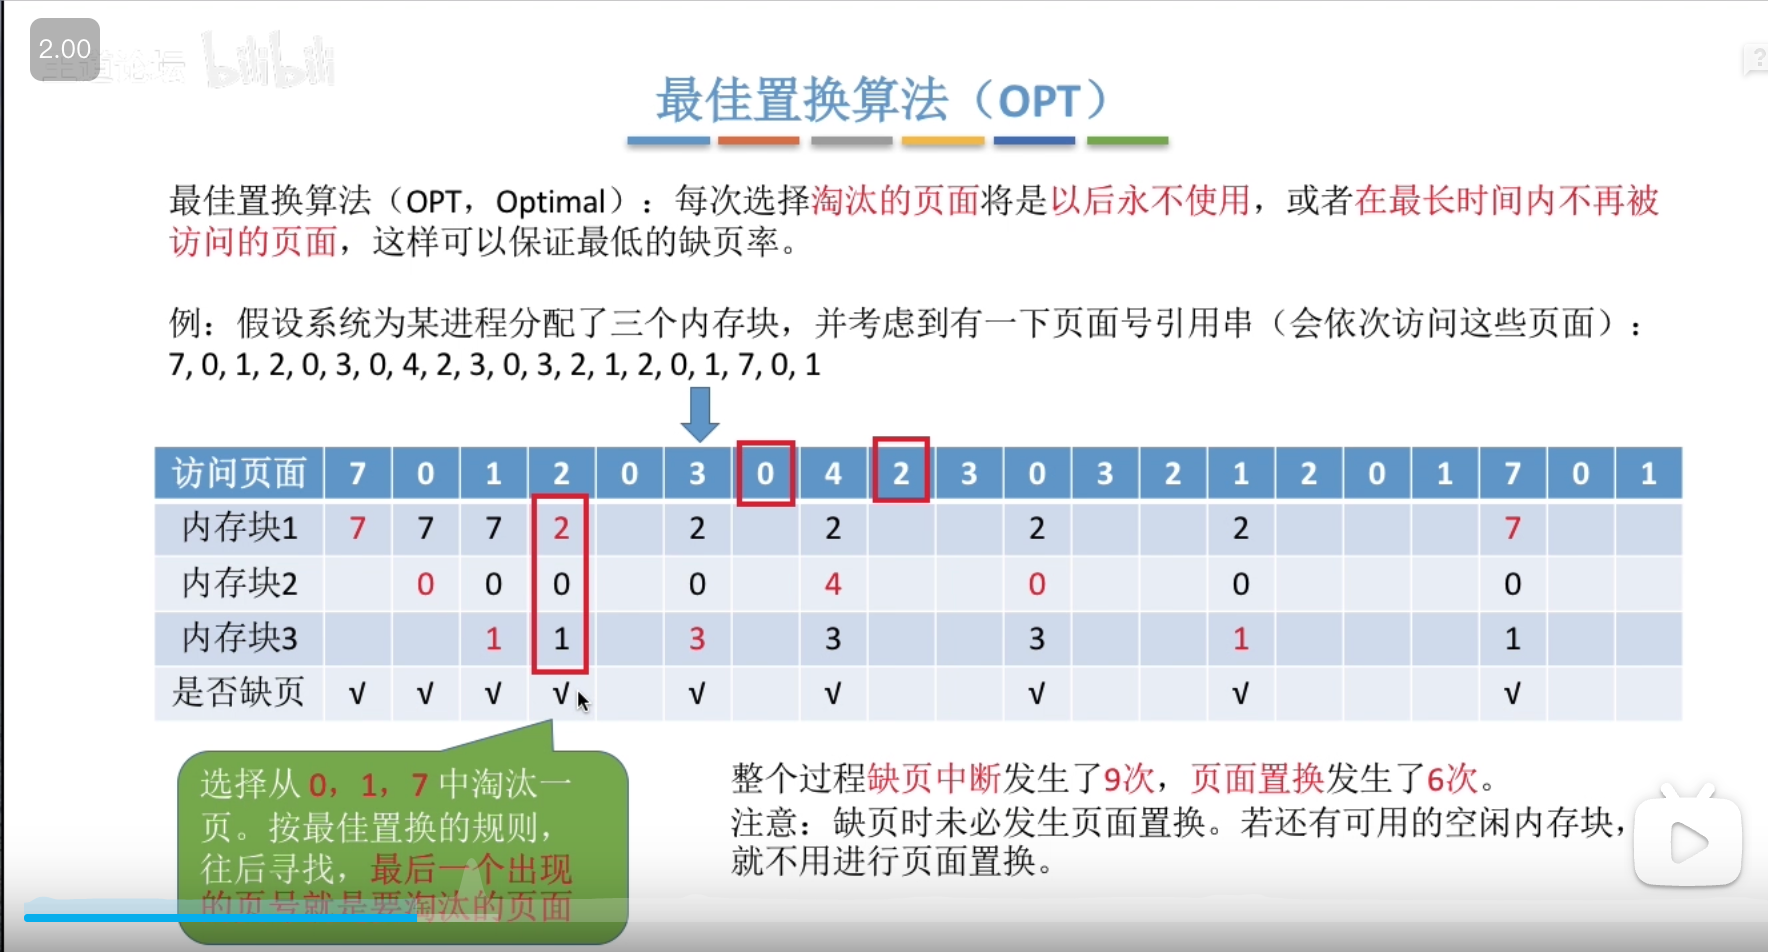 2.00
王道论坛 bilibili
最佳置换算法（OPT）
最佳置换算法（OPT，Optimal）：每次选择淘汰的页面将是以后永不使用，或者在最长时间内不再被
访问的页面，这样可以保证最低的缺页率。
例：假设系统为某进程分配了三个内存块，并考虑到有一下页面号引用串（会依次访问这些页面）：
7, 0, 1, 2, 0, 3, 0, 4, 2, 3, 0, 3, 2, 1, 2, 0, 1, 7, 0, 1
访问页面 7 0 1 2 0 3 0 4 2 3 0 3 2 1 2 0 1 7 0 1
内存块1 7 7 7 2 2 2 2 2 7
内存块2 0 0 0 0 4 0 0 0
内存块3 1 1 3 3 3 1 1
是否缺页 √ √ √ √ √ √ √ √ √
选择从 0，1，7 中淘汰一
页。按最佳置换的规则，
往后寻找，最后一个出现
的页号就是要淘汰的页面
整个过程缺页中断发生了9次，页面置换发生了6次。
注意：缺页时未必发生页面置换。若还有可用的空闲内存块，
就不用进行页面置换。
?